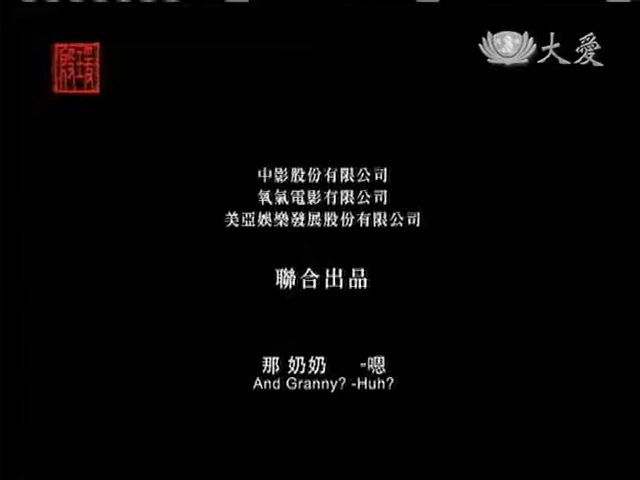 殷瑗
大愛
中影股份有限公司
氧氣電影有限公司
美亞娛樂發展股份有限公司
聯合出品
那 奶奶 -嗯
And Granny? -Huh?